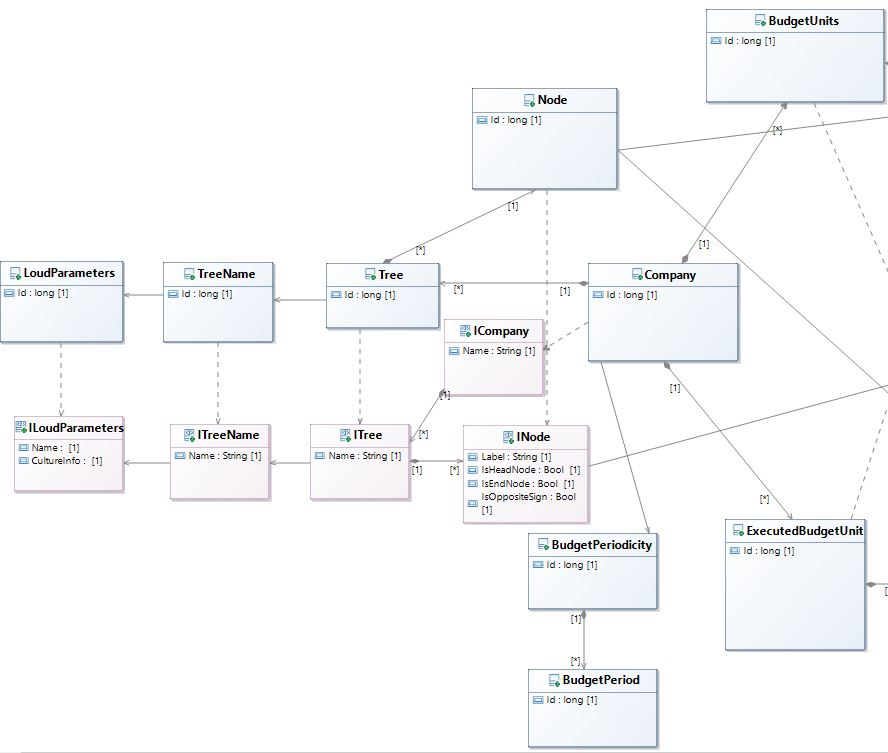 BudgetUnits
Id : long [1]
Node
Id : long [1]
[*]
[1]
[*]
[1]
LoudParameters
Id : long [1]
TreeName
Id : long [1]
Tree
Id : long [1]
[*]
[1]
Company
Id : long [1]
ICompany
Name : String [1]
[1]
[*]
[1]
ILoudParameters
Name :  [1]
CultureInfo :  [1]
ITreeName
Name : String [1]
ITree
Name : String [1]
[1]
[*]
INode
Label : String [1]
IsHeadNode : Bool  [1]
IsEndNode : Bool  [1]
IsOppositeSign : Bool
[1]
[*]
BudgetPeriodicity
Id : long [1]
ExecutedBudgetUnit
Id : long [1]
[1]
[*]
BudgetPeriod
Id : long [1]